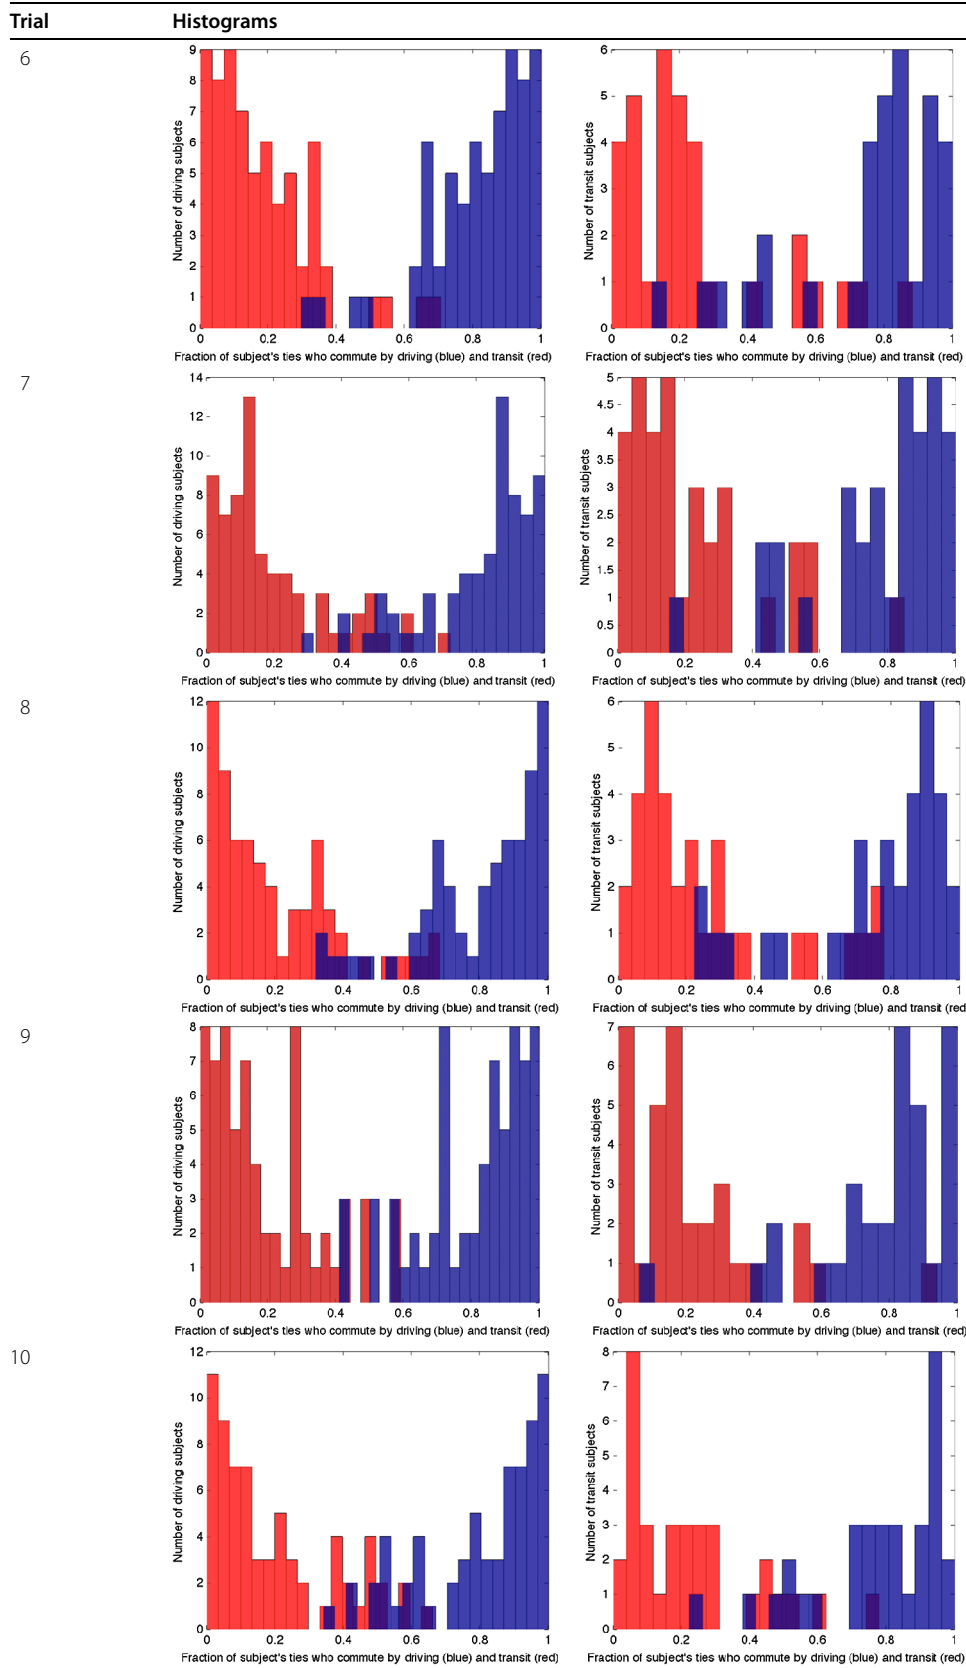 Trial Histograms
6
Number of driving subjects
9
8
7
6
5
4
3
2
1
0
0 0.2 0.4 0.6 0.8 1
Fraction of subject's ties who commute by driving (blue) and transit (red)
Number of transit subjects
6
5
4
3
2
1
0
0 0.2 0.4 0.6 0.8 1
Fraction of subject's ties who commute by driving (blue) and transit (red)
7
Number of driving subjects
14
12
10
8
6
4
2
0
0 0.2 0.4 0.6 0.8 1
Fraction of subject's ties who commute by driving (blue) and transit (red)
Number of transit subjects
5
4.5
4
3.5
3
2.5
2
1.5
1
0.5
0
0 0.2 0.4 0.6 0.8 1
Fraction of subject's ties who commute by driving (blue) and transit (red)
8
Number of driving subjects
12
10
8
6
4
2
0
0 0.2 0.4 0.6 0.8 1
Fraction of subject's ties who commute by driving (blue) and transit (red)
Number of transit subjects
6
5
4
3
2
1
0
0 0.2 0.4 0.6 0.8 1
Fraction of subject's ties who commute by driving (blue) and transit (red)
9
Number of driving subjects
8
7
6
5
4
3
2
1
0
0 0.2 0.4 0.6 0.8 1
Fraction of subject's ties who commute by driving (blue) and transit (red)
Number of transit subjects
7
6
5
4
3
2
1
0
0 0.2 0.4 0.6 0.8 1
Fraction of subject's ties who commute by driving (blue) and transit (red)
10
Number of driving subjects
12
10
8
6
4
2
0
0 0.2 0.4 0.6 0.8 1
Fraction of subject's ties who commute by driving (blue) and transit (red)
Number of transit subjects
8
7
6
5
4
3
2
1
0
0 0.2 0.4 0.6 0.8 1
Fraction of subject's ties who commute by driving (blue) and transit (red)